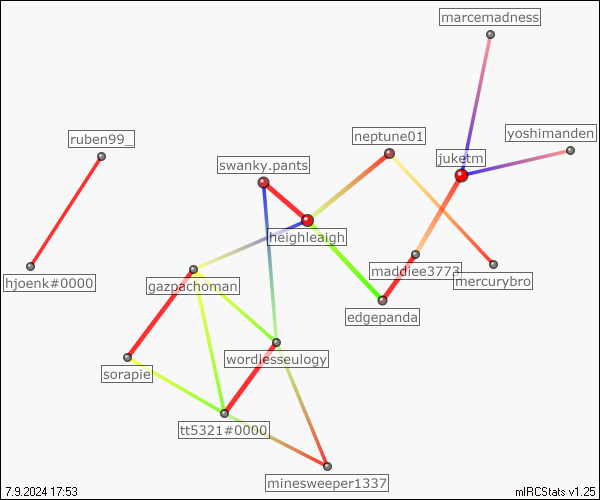 marcemadness
neptune01
yoshimanden
ruben99_
swanky.pants
juketm
heighleaigh
maddiee3773
hjoenk#0000
gazpachonan
mercurybro
edgepanda
wordlesseulogy
sorapie
tt5321#0000
minesweeper1337
7.9.2024 17:53
mIRCStats v1.25